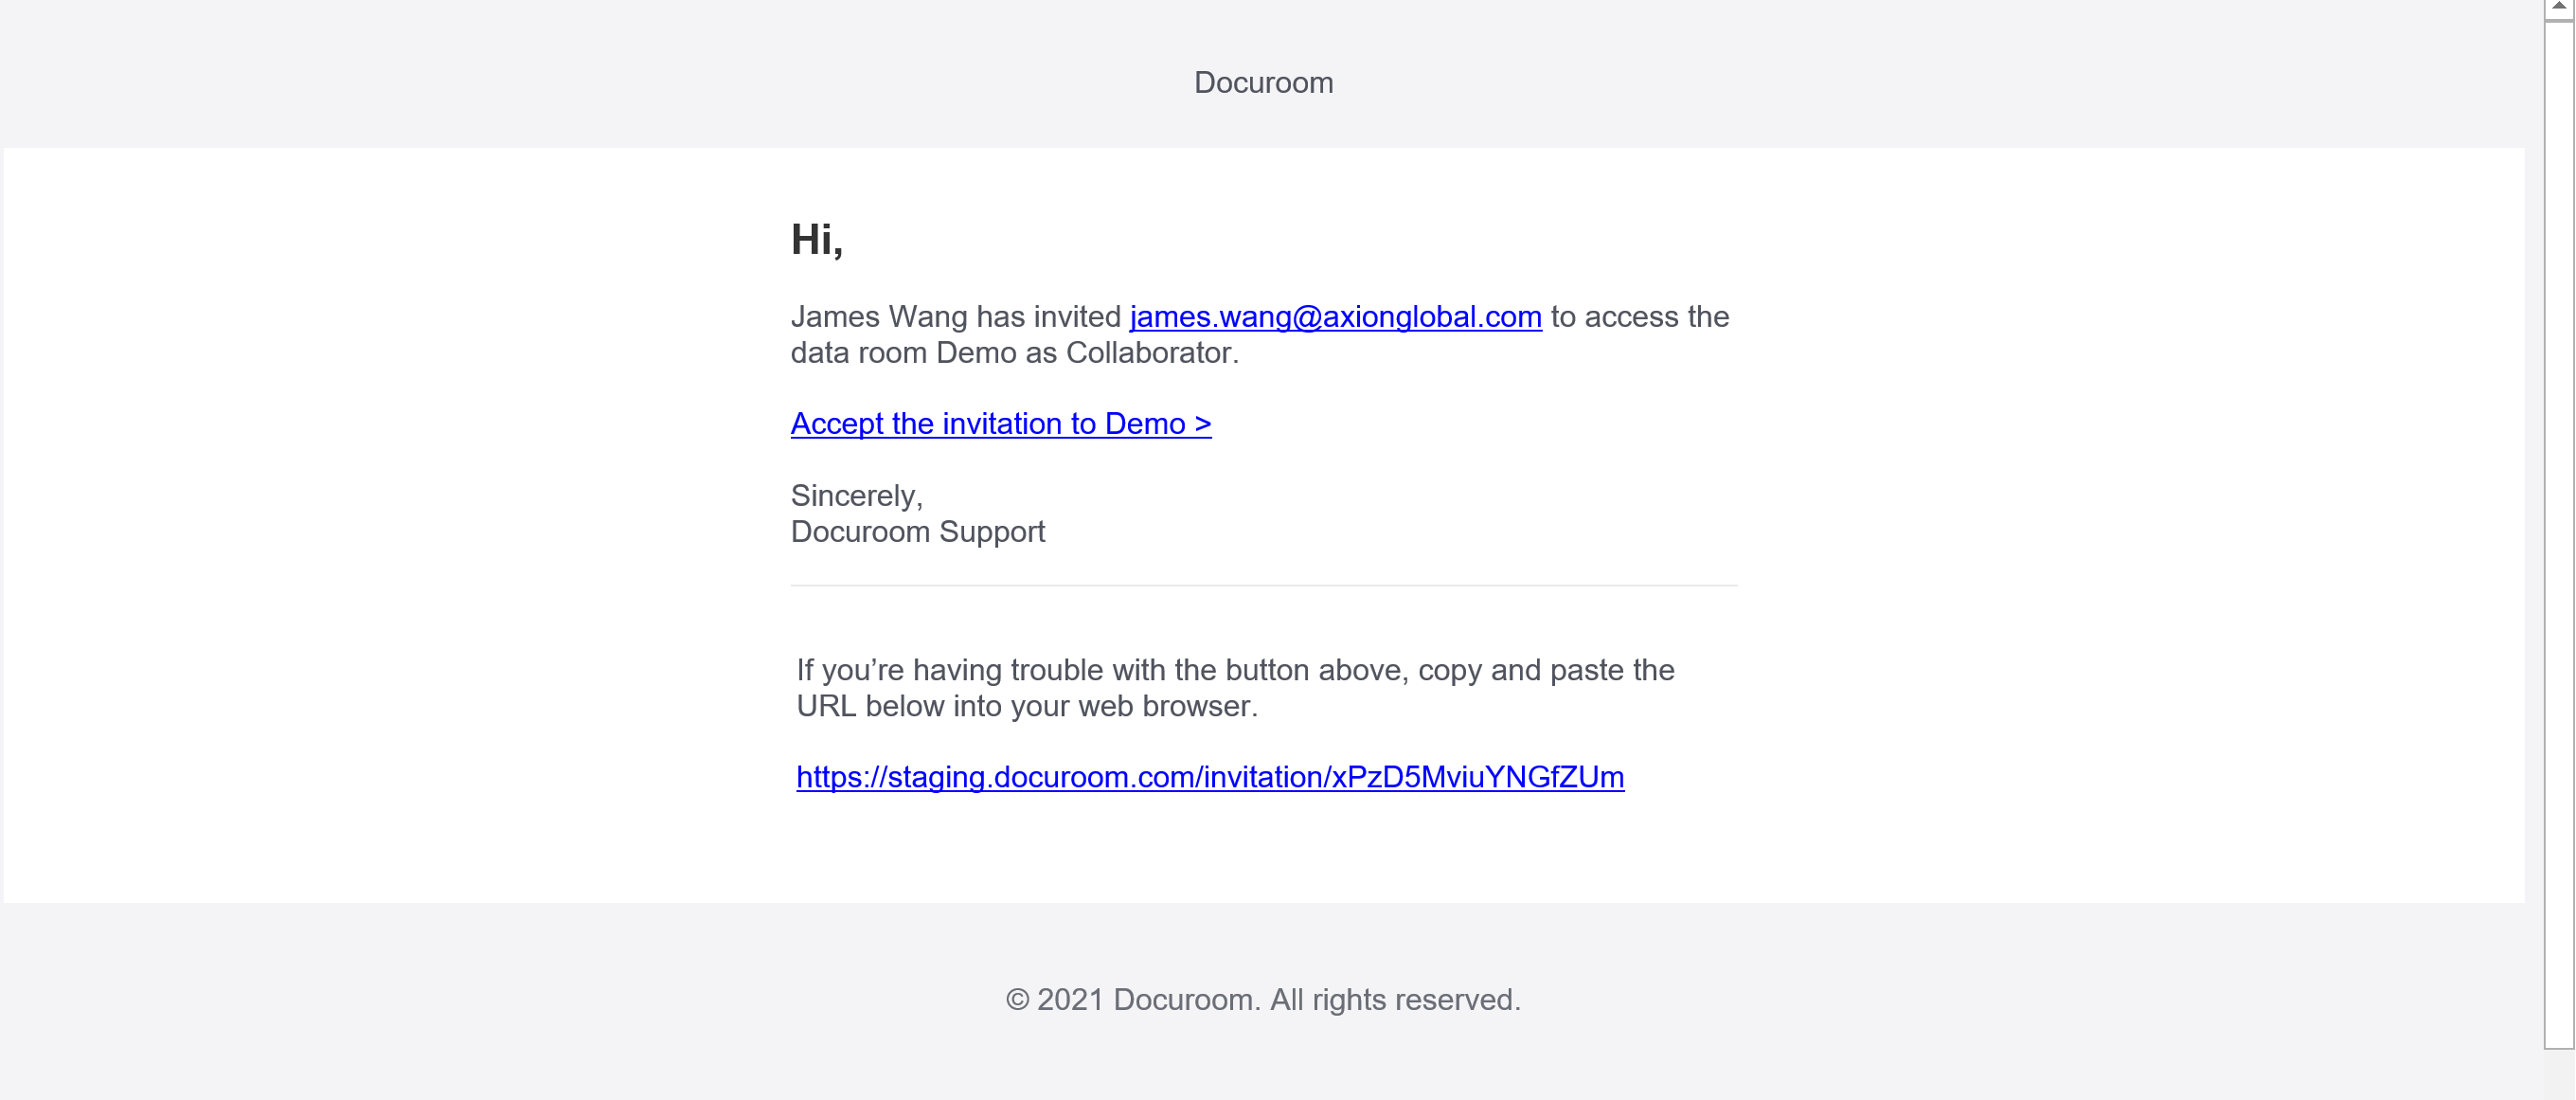 Docuroom
Hi,
James Wang has invited james.wang@axionglobal.com to access the
data room Demo as Collaborator.
Accept the invitation to Demo >
Sincerely,
Docuroom Support
If you’re having trouble with the button above, copy and paste the
URL below into your web browser.
https://staging.docuroom.com/invitation/xPzD5MviuYNGfZUm
© 2021 Docuroom. All rights reserved.